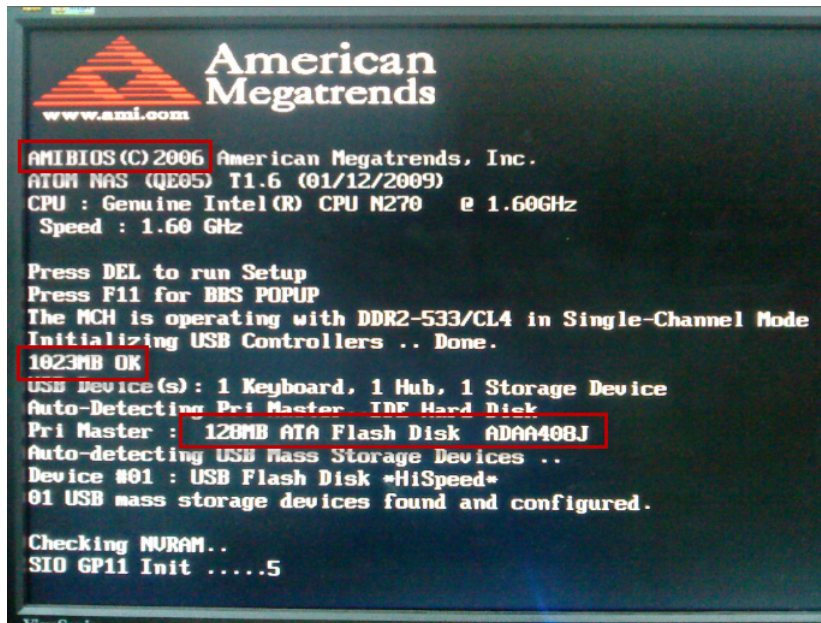 American
Megatrends
www.ami.com
AMIBIOS(C)2006 American Megatrends, Inc.
ATOM NAS (QE05) T1.6 (01/12/2009)
CPU : Genuine Intel(R) CPU N270 @ 1.60GHz
Speed : 1.60 GHz
Press DEL to run Setup
Press F11 for BBS POPUP
The MCH is operating with DDR2-533/CL4 in Single-Channel Mode
Initializing USB Controllers .. Done.
1023MB OK
USB Device(s): 1 Keyboard, 1 Hub, 1 Storage Device
Auto-Detecting Pri Master..IDE Hard Disk
Pri Master : 128MB ATA Flash Disk ADAA408J
Auto-detecting USB Mass Storage Devices ..
Device #01 : USB Flash Disk *HiSpeed*
01 USB mass storage devices found and configured.
Checking NVRAM..
SIO GP11 Init .....5